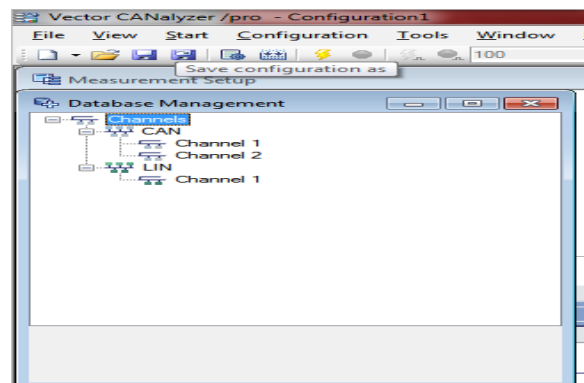 Vector CANalyzer /pro - Configuration1
File View Start Configuration Tools Window
100
Save configuration as
Measurement Setup
Database Management
Channels
CAN
Channel 1
Channel 2
LIN
Channel 1